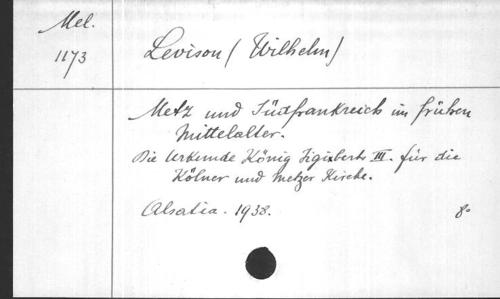 Mel.
1173
Levison (Wilhelm)
Metz und Südfrankreich im frühen
Mittelalter.
Die Urkunde König Sigiberts III. für die
Kölner und Metzer Kirche.
Alsatia. 1938.
8°